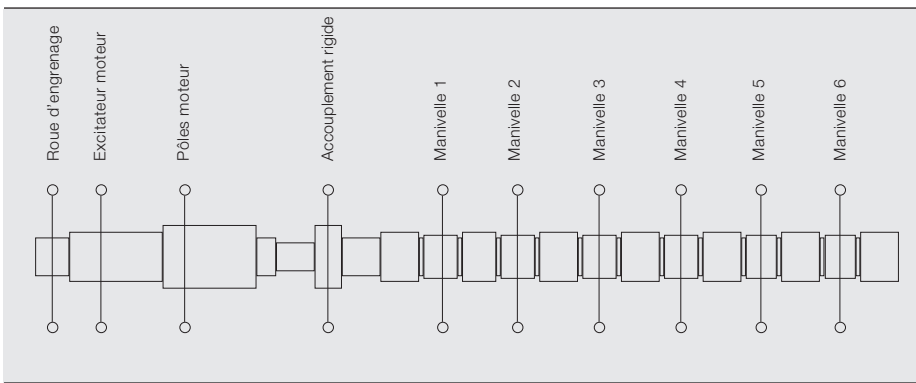 Roue d'engrenage
Excitateur moteur
Pôles moteur
Accouplement rigide
Manivelle 1
Manivelle 2
Manivelle 3
Manivelle 4
Manivelle 5
Manivelle 6